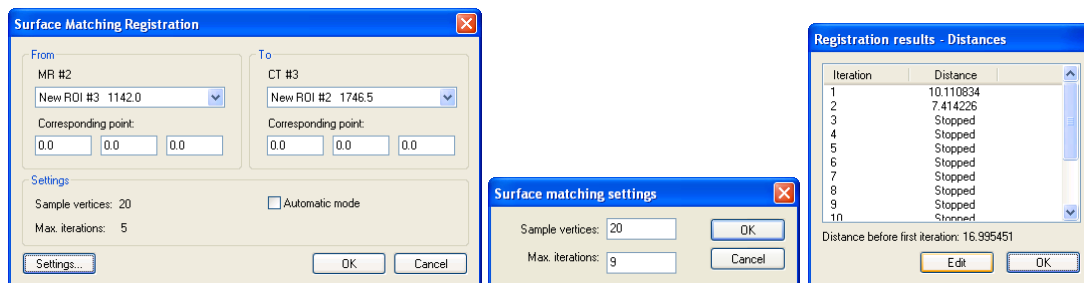 Surface Matching Registration
From
MR #2
New ROI #3 1142.0
Corresponding point:
0.0 0.0 0.0
To
CT #3
New ROI #2 1746.5
Corresponding point:
0.0 0.0 0.0
Settings
Sample vertices: 20
Automatic mode
Max. iterations: 5
Settings... OK Cancel
Surface matching settings
Sample vertices: 20 OK
Max. iterations: 9 Cancel
Registration results - Distances
Iteration Distance
1 10.110834
2 7.414226
3 Stopped
4 Stopped
5 Stopped
6 Stopped
7 Stopped
8 Stopped
9 Stopped
10 Stopped
Distance before first iteration: 16.995451
Edit OK